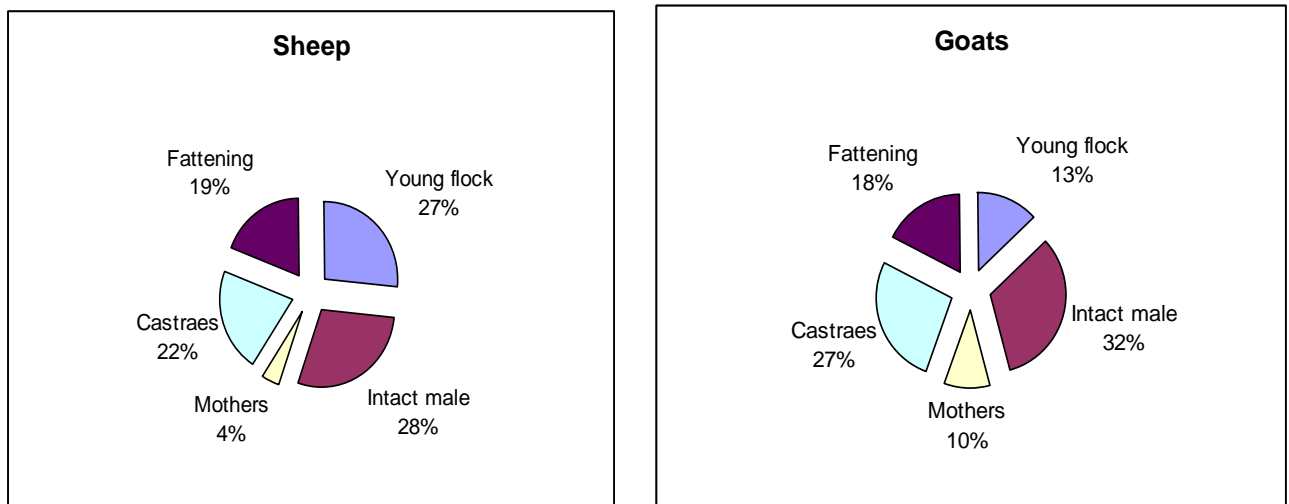 Sheep
Fattening
19%
Young flock
27%
Castraes
22%
Mothers
4%
Intact male
28%
Goats
Fattening
18%
Young flock
13%
Castraes
27%
Intact male
32%
Mothers
10%